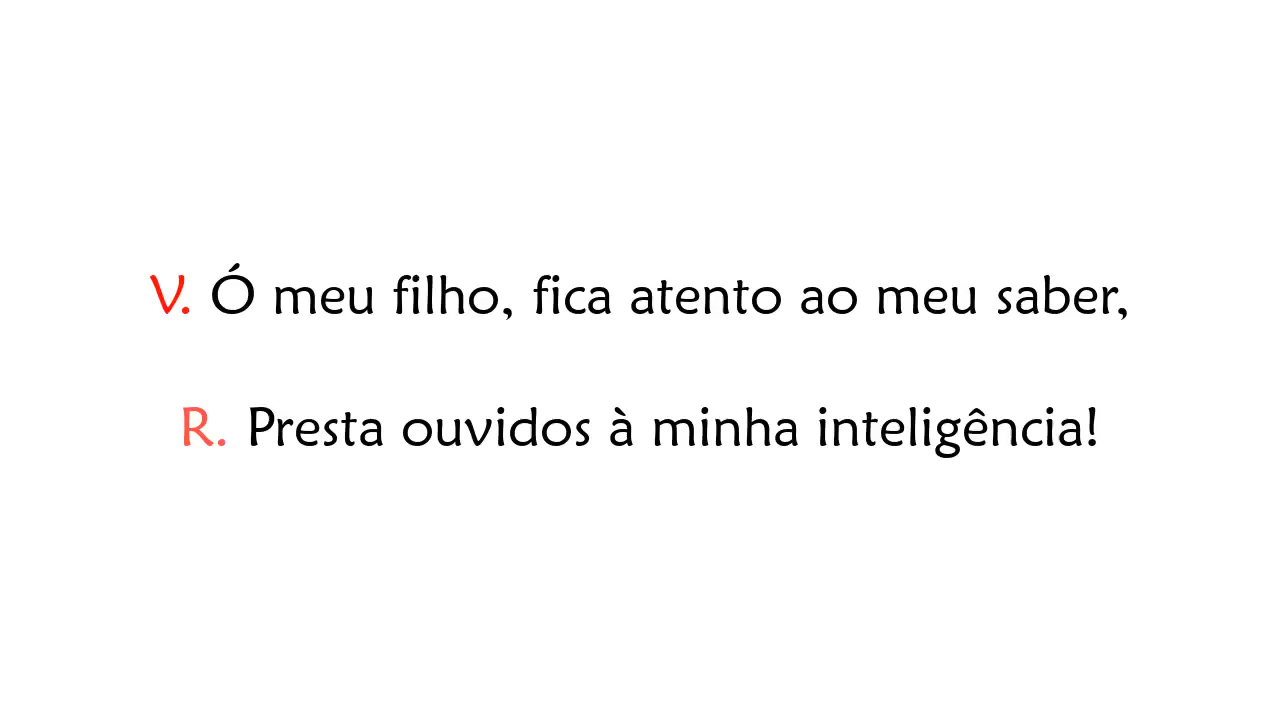 V. Ó meu filho, fica atento ao meu saber,
R. Presta ouvidos à minha inteligência!